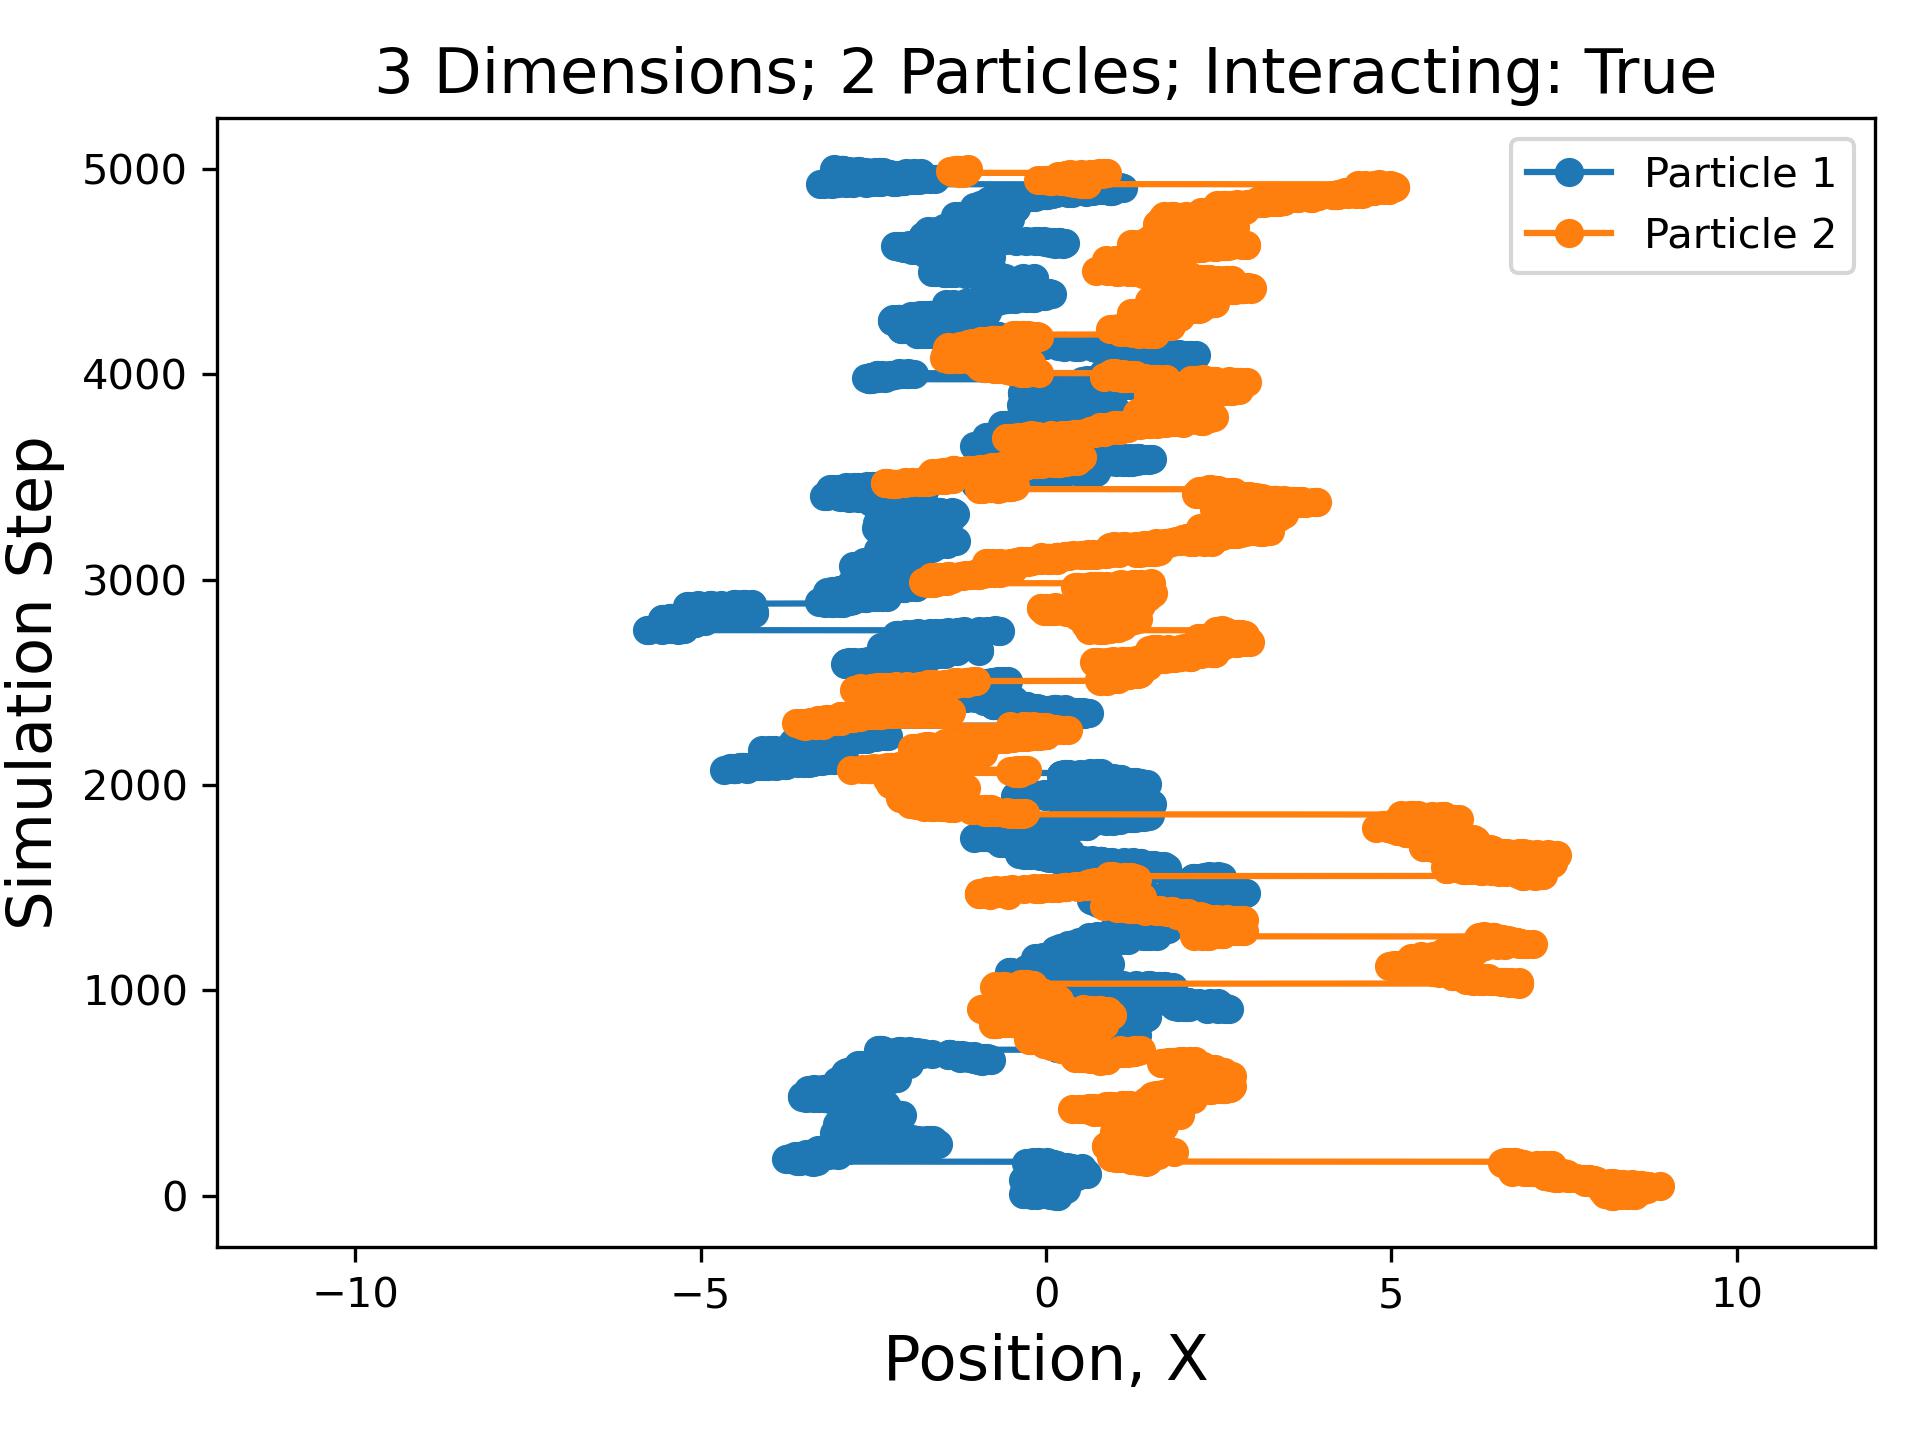 3 Dimensions; 2 Particles; Interacting: True
Particle 1
Particle 2
5000
4000
3000
2000
1000
0
Simulation Step
−10
−5
0
5
10
Position, X